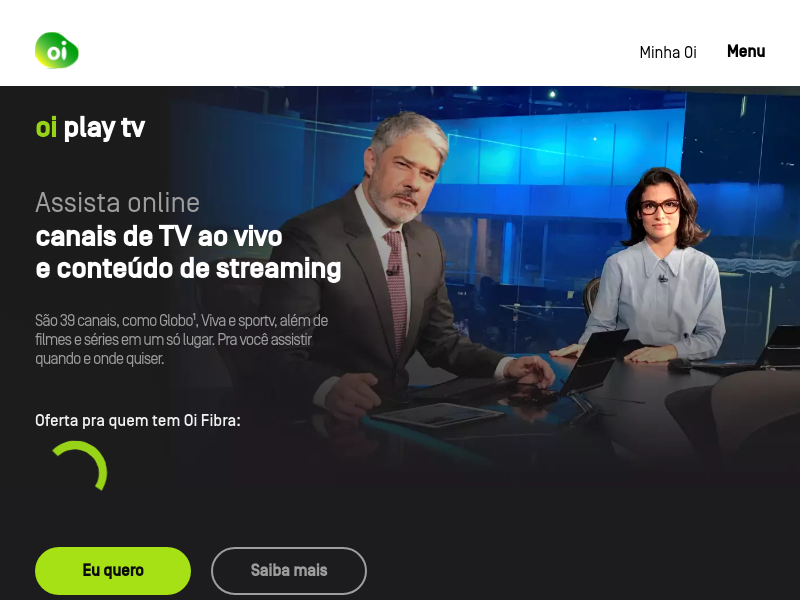 oi
Minha Oi
Menu
oi play tv
Assista online
canais de TV ao vivo
e conteúdo de streaming
São 39 canais, como Globo¹, Viva e sportv, além de
filmes e séries em um só lugar. Pra você assistir
quando e onde quiser.
Oferta pra quem tem Oi Fibra:
Eu quero
Saiba mais